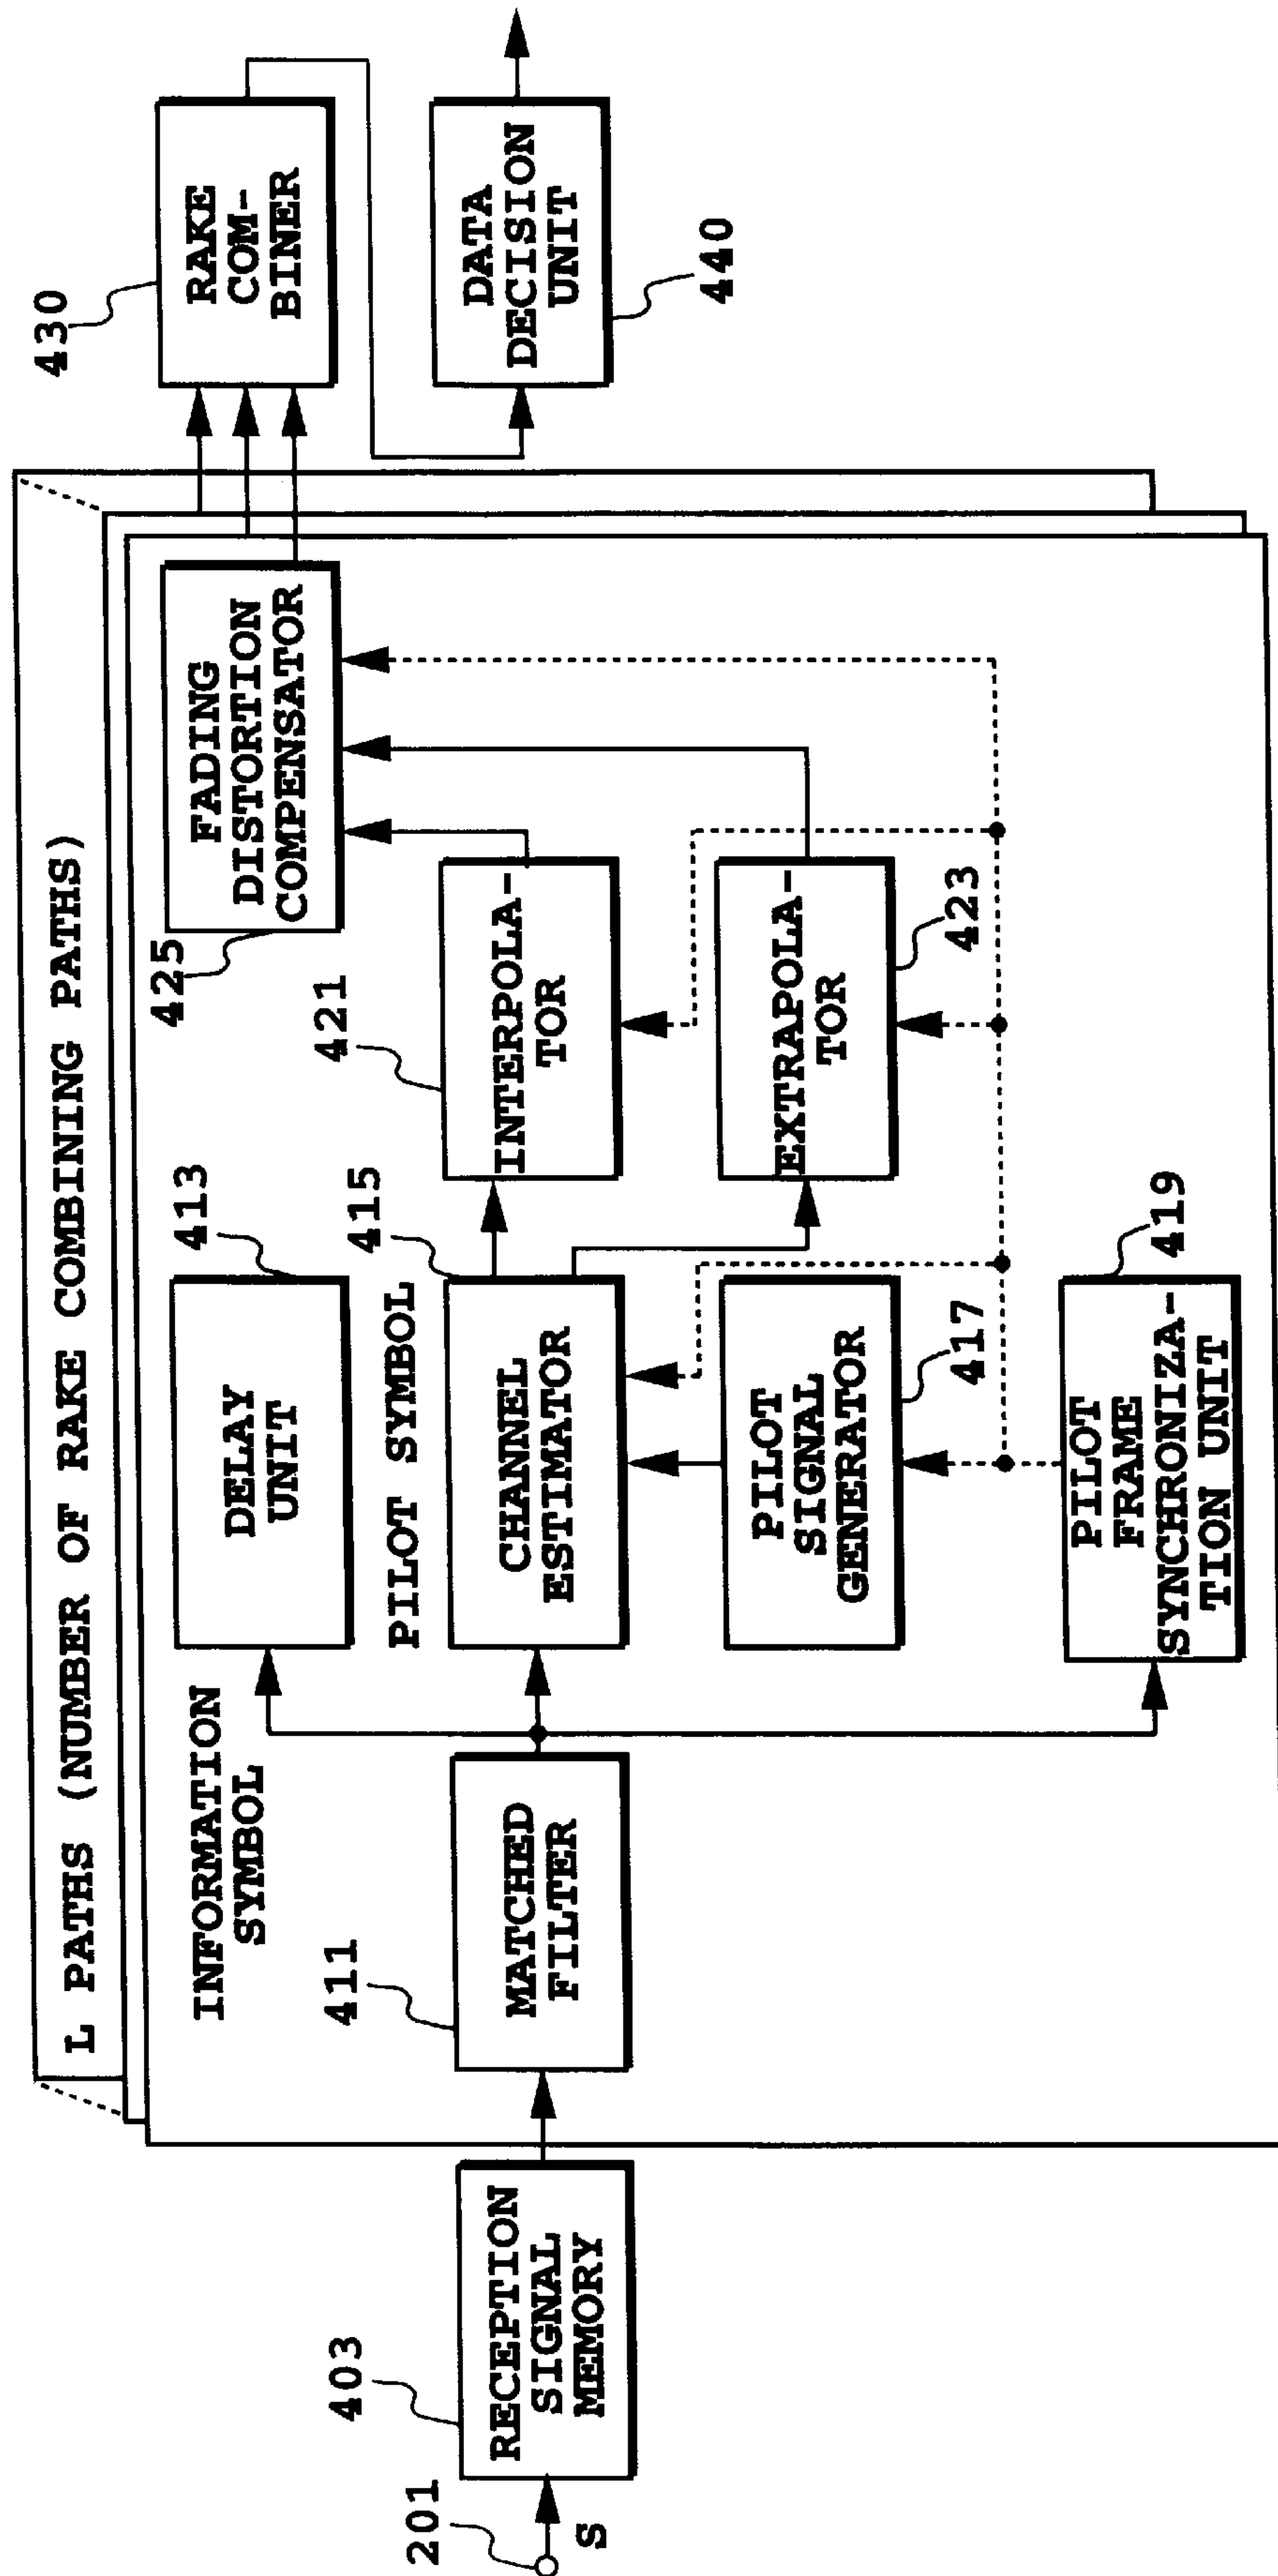 L PATHS (NUMBER OF RAKE COMBINING PATHS)
201
S
403
RECEPTION
SIGNAL
MEMORY
411
MATCHED
FILTER
INFORMATION
SYMBOL
413
DELAY
UNIT
PILOT SYMBOL
415
CHANNEL
ESTIMATOR
417
PILOT
SIGNAL
GENERATOR
419
PILOT
FRAME
SYNCHRONIZA-
TION UNIT
421
INTERPOLA-
TOR
423
EXTRAPOLA-
TOR
425
FADING
DISTORTION
COMPENSATOR
430
RAKE
COM-
BINER
440
DATA
DECISION
UNIT